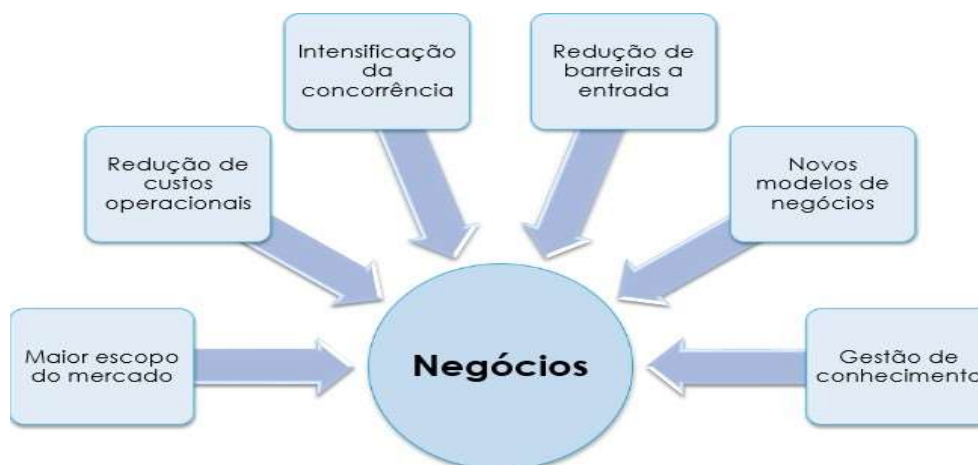 Intensificação
da
concorrência
Redução de
barreiras a
entrada
Redução de
custos
operacionais
Novos
modelos de
negócios
Maior escopo
do mercado
Negócios
Gestão de
conhecimento